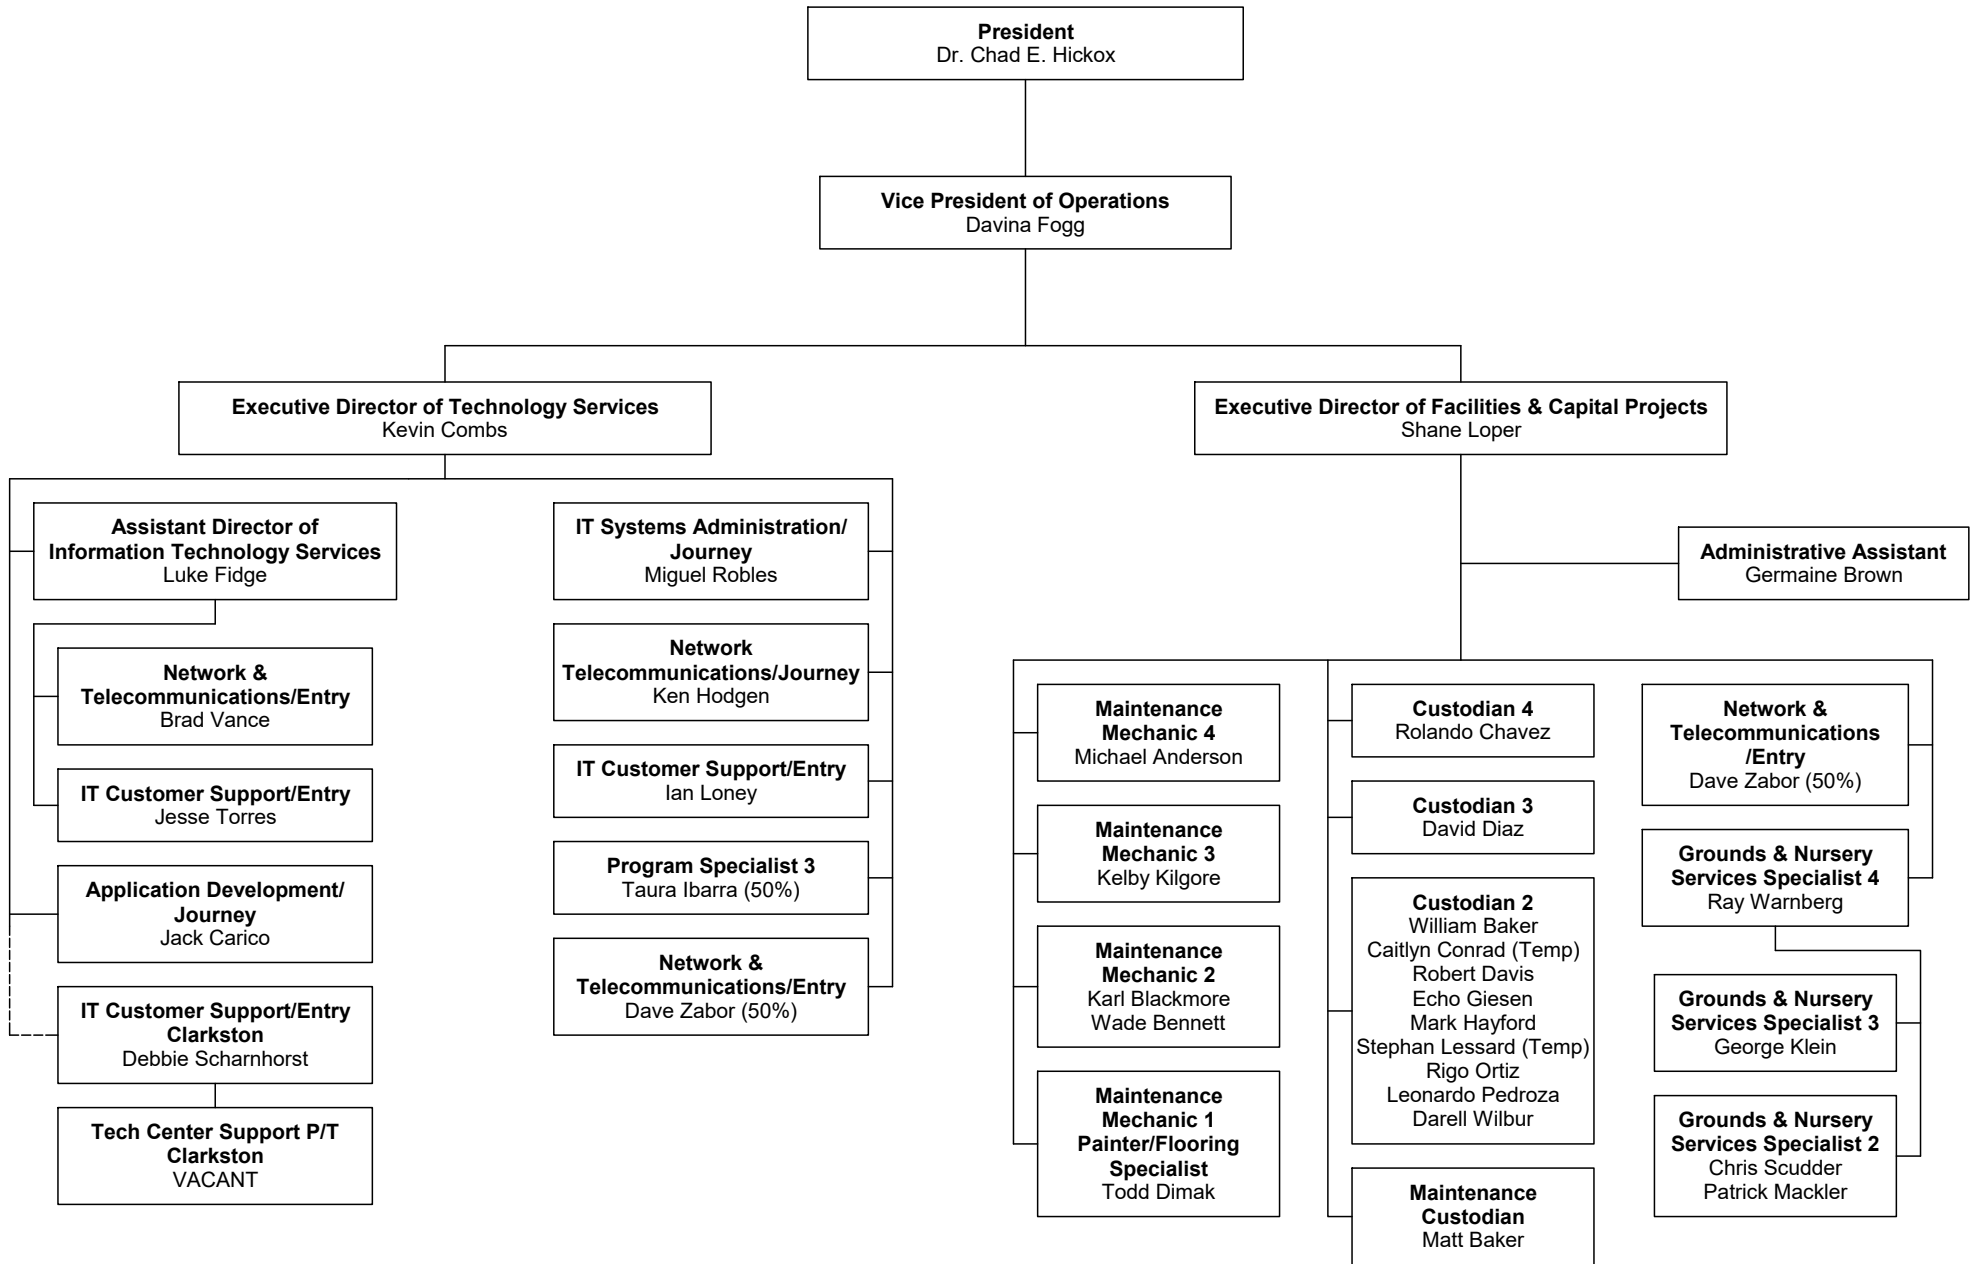 President
Dr. Chad E. Hickox
Vice President of Operations
Davina Fogg
Executive Director of Technology Services
Kevin Combs
Executive Director of Facilities & Capital Projects
Shane Loper
Administrative Assistant
Germaine Brown
Assistant Director of
Information Technology Services
Luke Fidge
Network &
Telecommunications/Entry
Brad Vance
IT Customer Support/Entry
Jesse Torres
Application Development/
Journey
Jack Carico
IT Customer Support/Entry
Clarkston
Debbie Scharnhorst
Tech Center Support P/T
Clarkston
VACANT
IT Systems Administration/
Journey
Miguel Robles
Network
Telecommunications/Journey
Ken Hodgen
IT Customer Support/Entry
Ian Loney
Program Specialist 3
Taura Ibarra (50%)
Network &
Telecommunications/Entry
Dave Zabor (50%)
Maintenance
Mechanic 4
Michael Anderson
Maintenance
Mechanic 3
Kelby Kilgore
Maintenance
Mechanic 2
Karl Blackmore
Wade Bennett
Maintenance
Mechanic 1
Painter/Flooring
Specialist
Todd Dimak
Custodian 4
Rolando Chavez
Custodian 3
David Diaz
Custodian 2
William Baker
Caitlyn Conrad (Temp)
Robert Davis
Echo Giesen
Mark Hayford
Stephan Lessard (Temp)
Rigo Ortiz
Leonardo Pedroza
Darell Wilbur
Maintenance
Custodian
Matt Baker
Network &
Telecommunications
/Entry
Dave Zabor (50%)
Grounds & Nursery
Services Specialist 4
Ray Warnberg
Grounds & Nursery
Services Specialist 3
George Klein
Grounds & Nursery
Services Specialist 2
Chris Scudder
Patrick Mackler